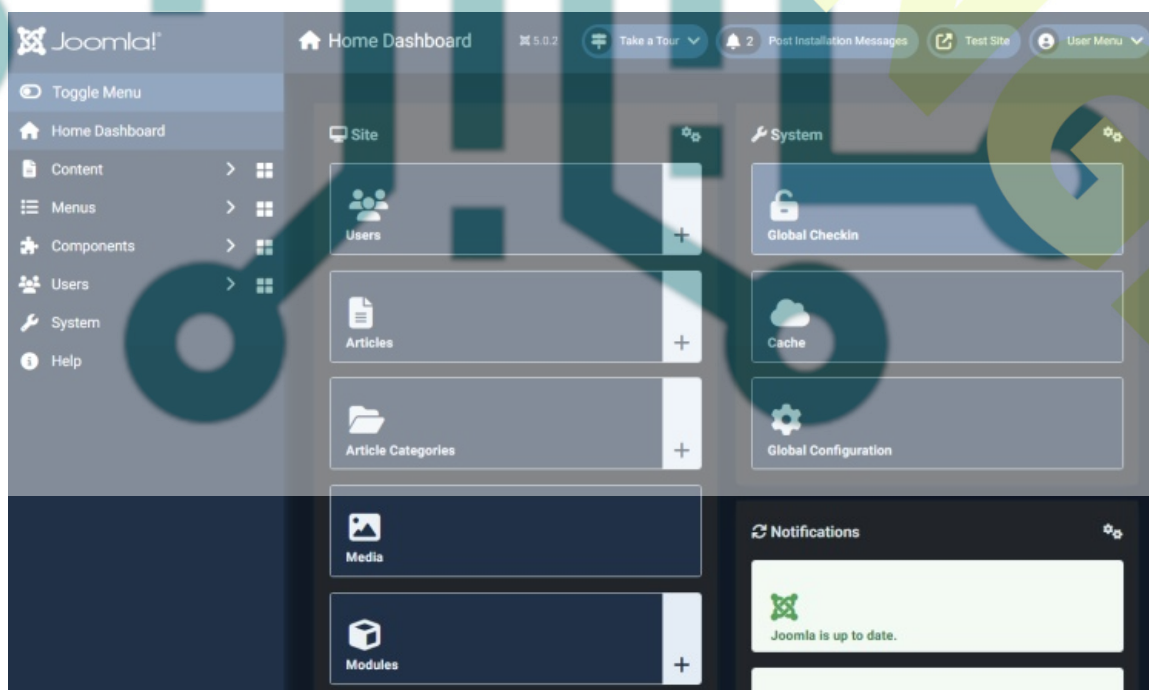 Joomla!®
Home Dashboard
5.0.2
Take a Tour
2 Post Installation Messages
Test Site
User Menu
Toggle Menu
Home Dashboard
Content
Menus
Components
Users
System
Help
Site
Users
+
Articles
+
Article Categories
+
Media
Modules
+
System
Global Checkin
Cache
Global Configuration
Notifications
Joomla is up to date.